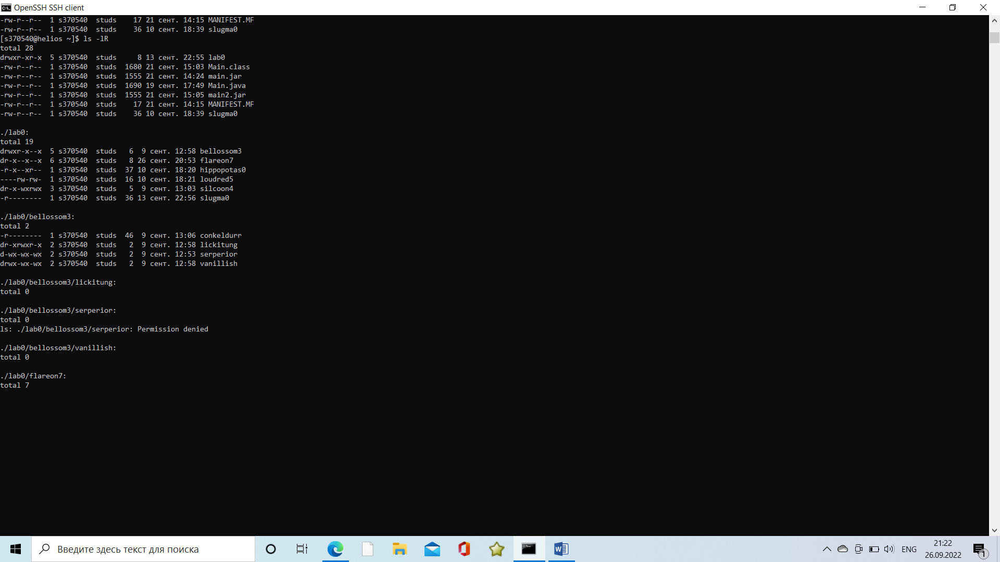 OpenSSH SSH client
-rw-r--r--  1 s370540  studs    17 21 сент. 14:15 MANIFEST.MF
-rw-r--r--  1 s370540  studs    36 10 сент. 18:39 slugma0
[s370540@helios ~]$ ls -lR
total 28
drwxr-xr-x  5 s370540  studs     8 13 сент. 22:55 lab0
-rw-r--r--  1 s370540  studs  1680 21 сент. 15:03 Main.class
-rw-r--r--  1 s370540  studs  1555 21 сент. 14:24 main.jar
-rw-r--r--  1 s370540  studs  1690 19 сент. 17:49 Main.java
-rw-r--r--  1 s370540  studs  1555 21 сент. 15:05 main2.jar
-rw-r--r--  1 s370540  studs    17 21 сент. 14:15 MANIFEST.MF
-rw-r--r--  1 s370540  studs    36 10 сент. 18:39 slugma0
./lab0:
total 19
drwxr-x--x  5 s370540  studs   6  9 сент. 12:58 bellossom3
dr-x--x--x  6 s370540  studs   8 26 сент. 20:53 flareon7
-r-x--xr--  1 s370540  studs  37 10 сент. 18:20 hippopotas0
----rw-rw-  1 s370540  studs  16 10 сент. 18:21 loudred5
dr-x-wxrwx  3 s370540  studs   5  9 сент. 13:03 silcoon4
-r--------  1 s370540  studs  36 13 сент. 22:56 slugma0
./lab0/bellossom3:
total 2
-r--------  1 s370540  studs  46  9 сент. 13:06 conkeldurr
dr-xrwxr-x  2 s370540  studs   2  9 сент. 12:58 lickitung
d-wx-wx-wx  2 s370540  studs   2  9 сент. 12:53 serperior
drwx-wx-wx  2 s370540  studs   2  9 сент. 12:58 vanillish
./lab0/bellossom3/lickitung:
total 0
./lab0/bellossom3/serperior:
total 0
ls: ./lab0/bellossom3/serperior: Permission denied
./lab0/bellossom3/vanillish:
total 0
./lab0/flareon7:
total 7
Введите здесь текст для поиска
ENG
21:22
26.09.2022
1